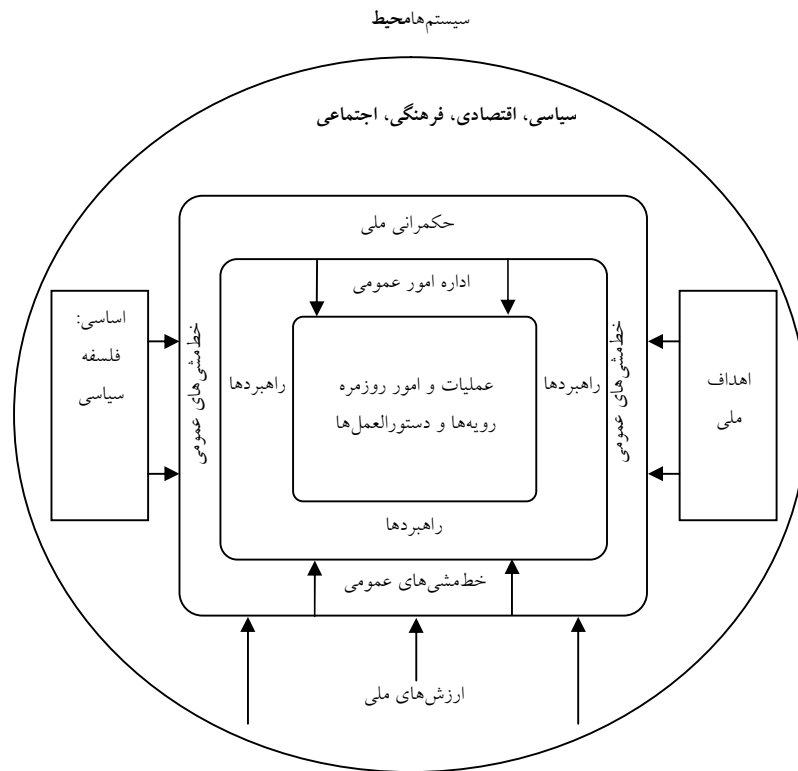 سیستم‌هامحیط
سیاسی، اقتصادی، فرهنگی، اجتماعی
حکمرانی ملی
اداره امور عمومی
اساسی:
فلسفه
سیاسی
خط‌مشی‌های عمومی
راهبردها
عملیات و امور روزمره
رویه‌ها و دستورالعمل‌ها
راهبردها
خط‌مشی‌های عمومی
اهداف
ملی
راهبردها
خط‌مشی‌های عمومی
ارزش‌های ملی